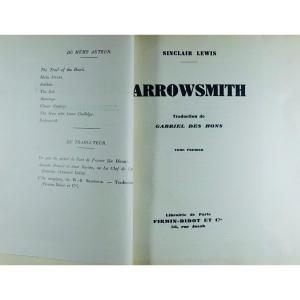 DU MÊME AUTEUR
The Trail of the Hawk.
Main Street.
Babbitt.
The Job.
Mantrap.
Elmer Gantry.
The Man who knew Coolidge.
Dodsworth.
DU TRADUCTEUR
SINCLAIR LEWIS
ARROWSMITH
Traduction de
GABRIEL DES HONS
TOME PREMIER
Librairie de Paris
FIRMIN-DIDOT ET Cie
56, rue Jacob